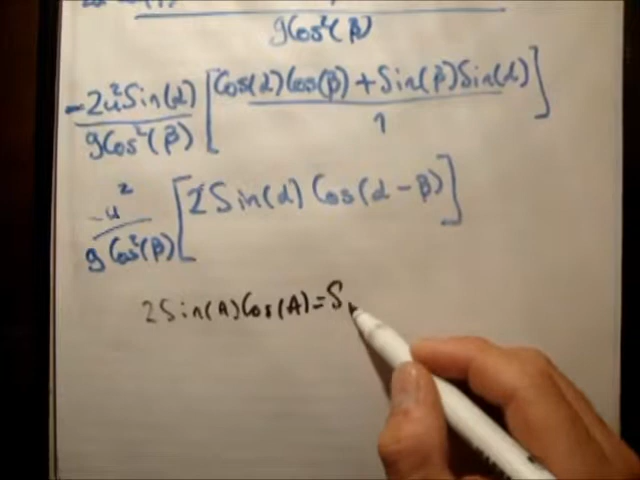 gCos²(β)
-2u²Sin(α)/gCos²(β) [Cos(α)Cos(β) + Sin(β)Sin(α)/1]
-u²/gCos²(β) [2Sin(α) Cos(α-β)]
2Sin(A)Cos(A)=S